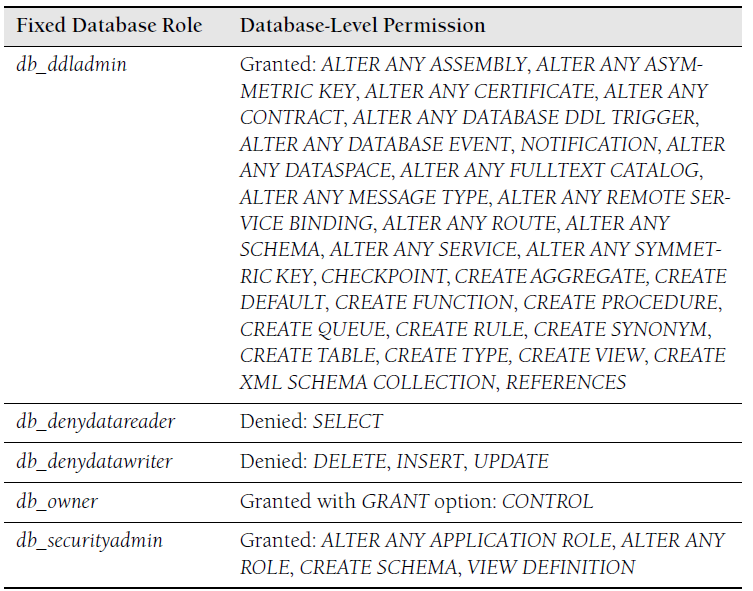 Fixed Database Role Database-Level Permission
db_ddladmin Granted: ALTER ANY ASSEMBLY, ALTER ANY ASYM-
METRIC KEY, ALTER ANY CERTIFICATE, ALTER ANY
CONTRACT, ALTER ANY DATABASE DDL TRIGGER,
ALTER ANY DATABASE EVENT, NOTIFICATION, ALTER
ANY DATASPACE, ALTER ANY FULLTEXT CATALOG,
ALTER ANY MESSAGE TYPE, ALTER ANY REMOTE SER-
VICE BINDING, ALTER ANY ROUTE, ALTER ANY
SCHEMA, ALTER ANY SERVICE, ALTER ANY SYMMET-
RIC KEY, CHECKPOINT, CREATE AGGREGATE, CREATE
DEFAULT, CREATE FUNCTION, CREATE PROCEDURE,
CREATE QUEUE, CREATE RULE, CREATE SYNONYM,
CREATE TABLE, CREATE TYPE, CREATE VIEW, CREATE
XML SCHEMA COLLECTION, REFERENCES
db_denydatareader Denied: SELECT
db_denydatawriter Denied: DELETE, INSERT, UPDATE
db_owner Granted with GRANT option: CONTROL
db_securityadmin Granted: ALTER ANY APPLICATION ROLE, ALTER ANY
ROLE, CREATE SCHEMA, VIEW DEFINITION